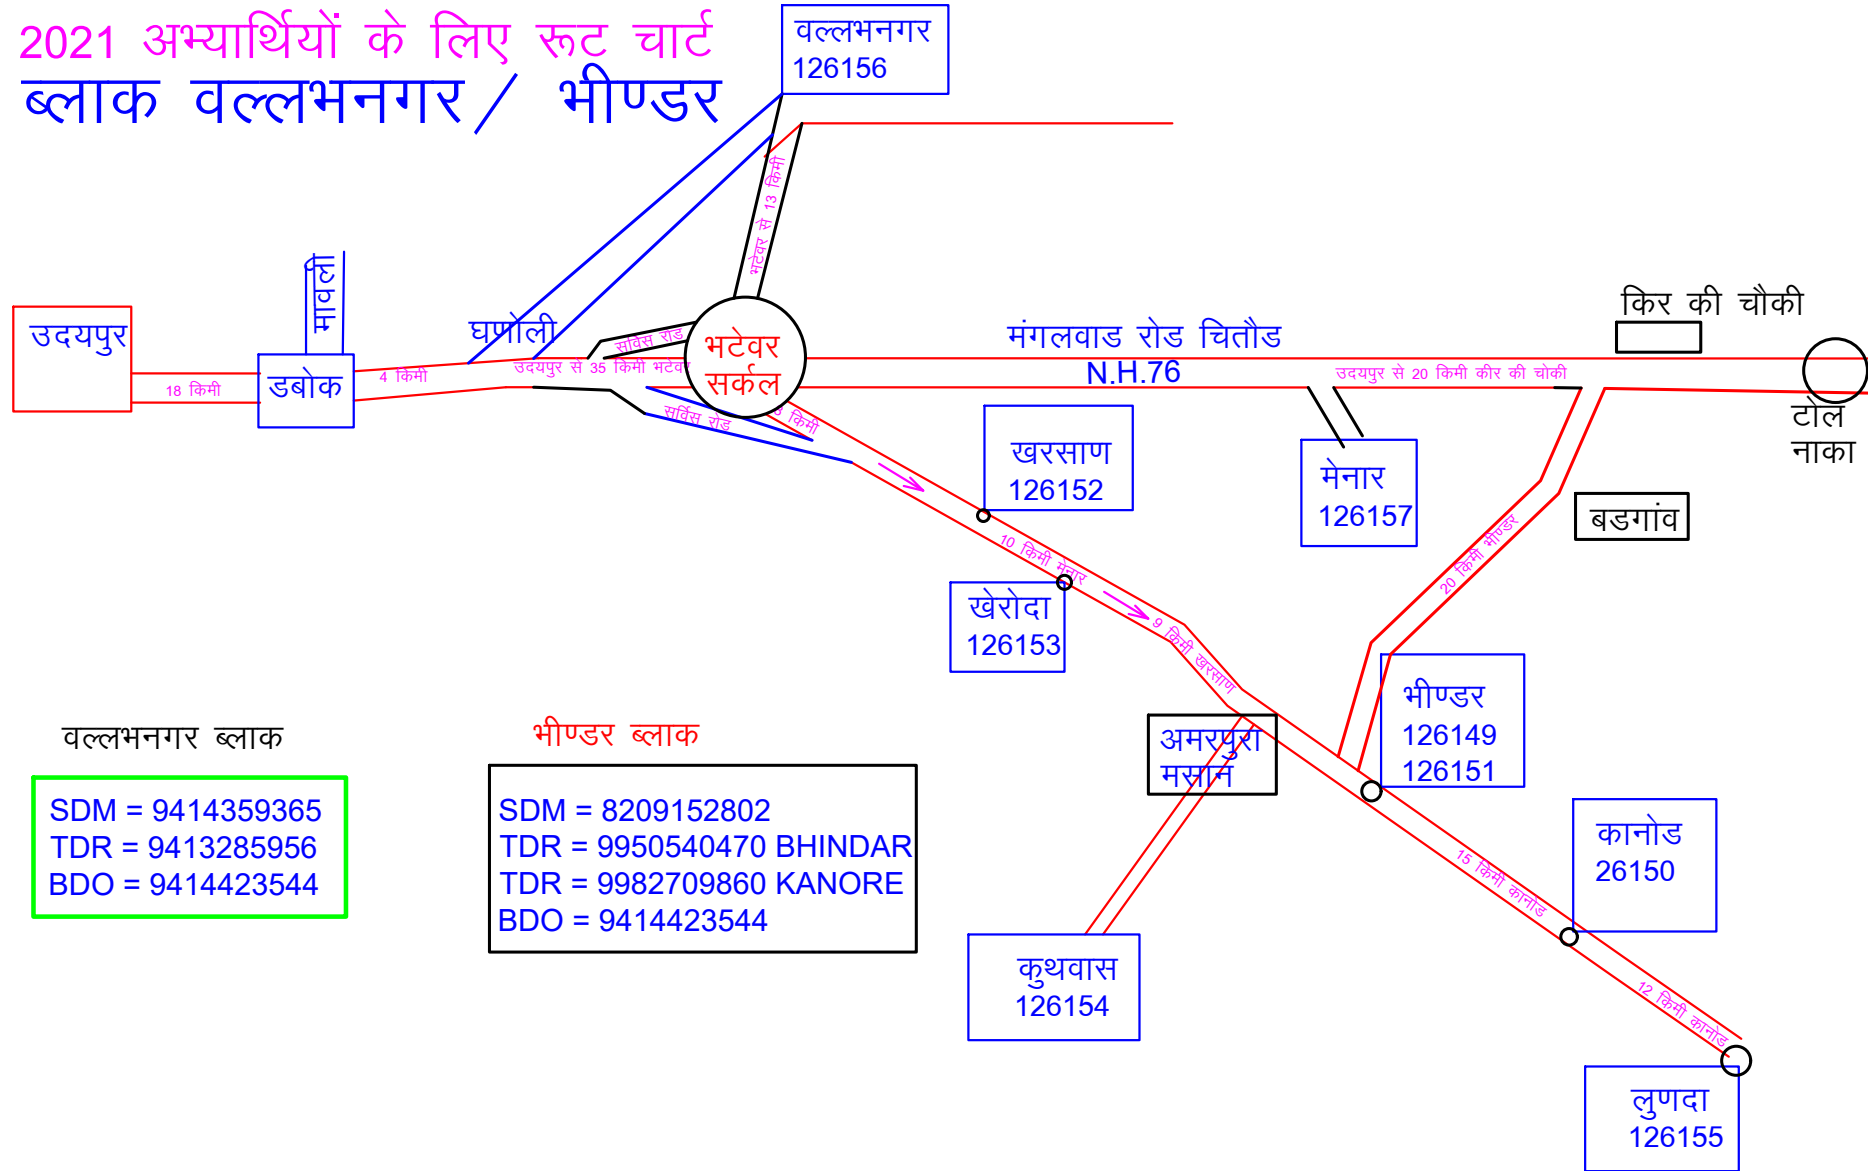 2021 अभ्यार्थियों के लिए रूट चार्ट
ब्लाक वल्लभनगर / भीण्डर
वल्लभनगर
126156
भटेवर से 13 किमी
मावली
उदयपुर
18 किमी
डबोक
4 किमी
घणोली
सर्विस रोड
उदयपुर से 35 किमी भटेवर
सर्विस रोड
भटेवर
सर्कल
किमी
मंगलवाड रोड चितौड
N.H.76
उदयपुर से 20 किमी कीर की चोकी
किर की चौकी
टोल
नाका
खरसाण
126152
मेनार
126157
बडगांव
10 किमी मेनार
20 किमी भीण्डर
खेरोदा
126153
9 किमी खरसाण
अमरपुरा
मसान
भीण्डर
126149
126151
15 किमी कानोड
कानोड
26150
12 किमी कानोड
कुथवास
126154
लुणदा
126155
वल्लभनगर ब्लाक
SDM = 9414359365
TDR = 9413285956
BDO = 9414423544
भीण्डर ब्लाक
SDM = 8209152802
TDR = 9950540470 BHINDAR
TDR = 9982709860 KANORE
BDO = 9414423544